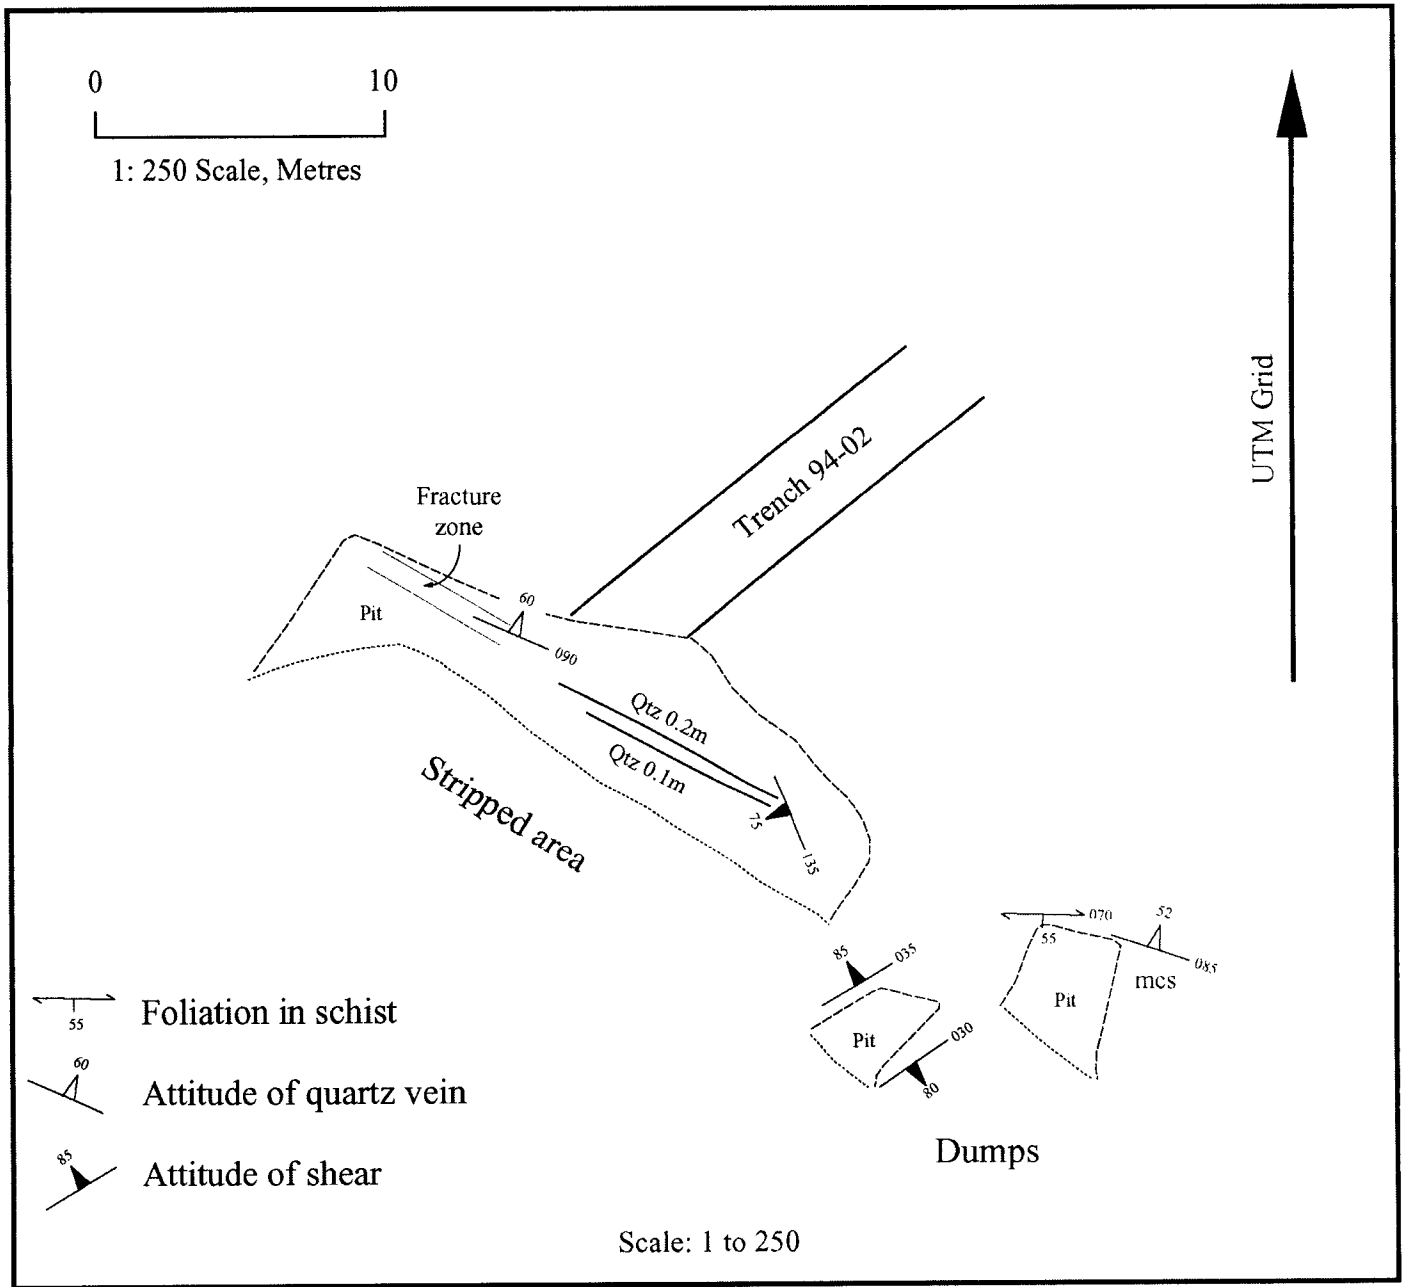 0 10
1: 250 Scale, Metres
UTM Grid
Trench 94-02
Fracture
zone
60
Pit
090
Qtz 0.2m
Qtz 0.1m
Stripped area
75
135
070
55
52
085
mcs
Pit
85
035
Pit
030
80
Dumps
55
Foliation in schist
60
Attitude of quartz vein
85
Attitude of shear
Scale: 1 to 250